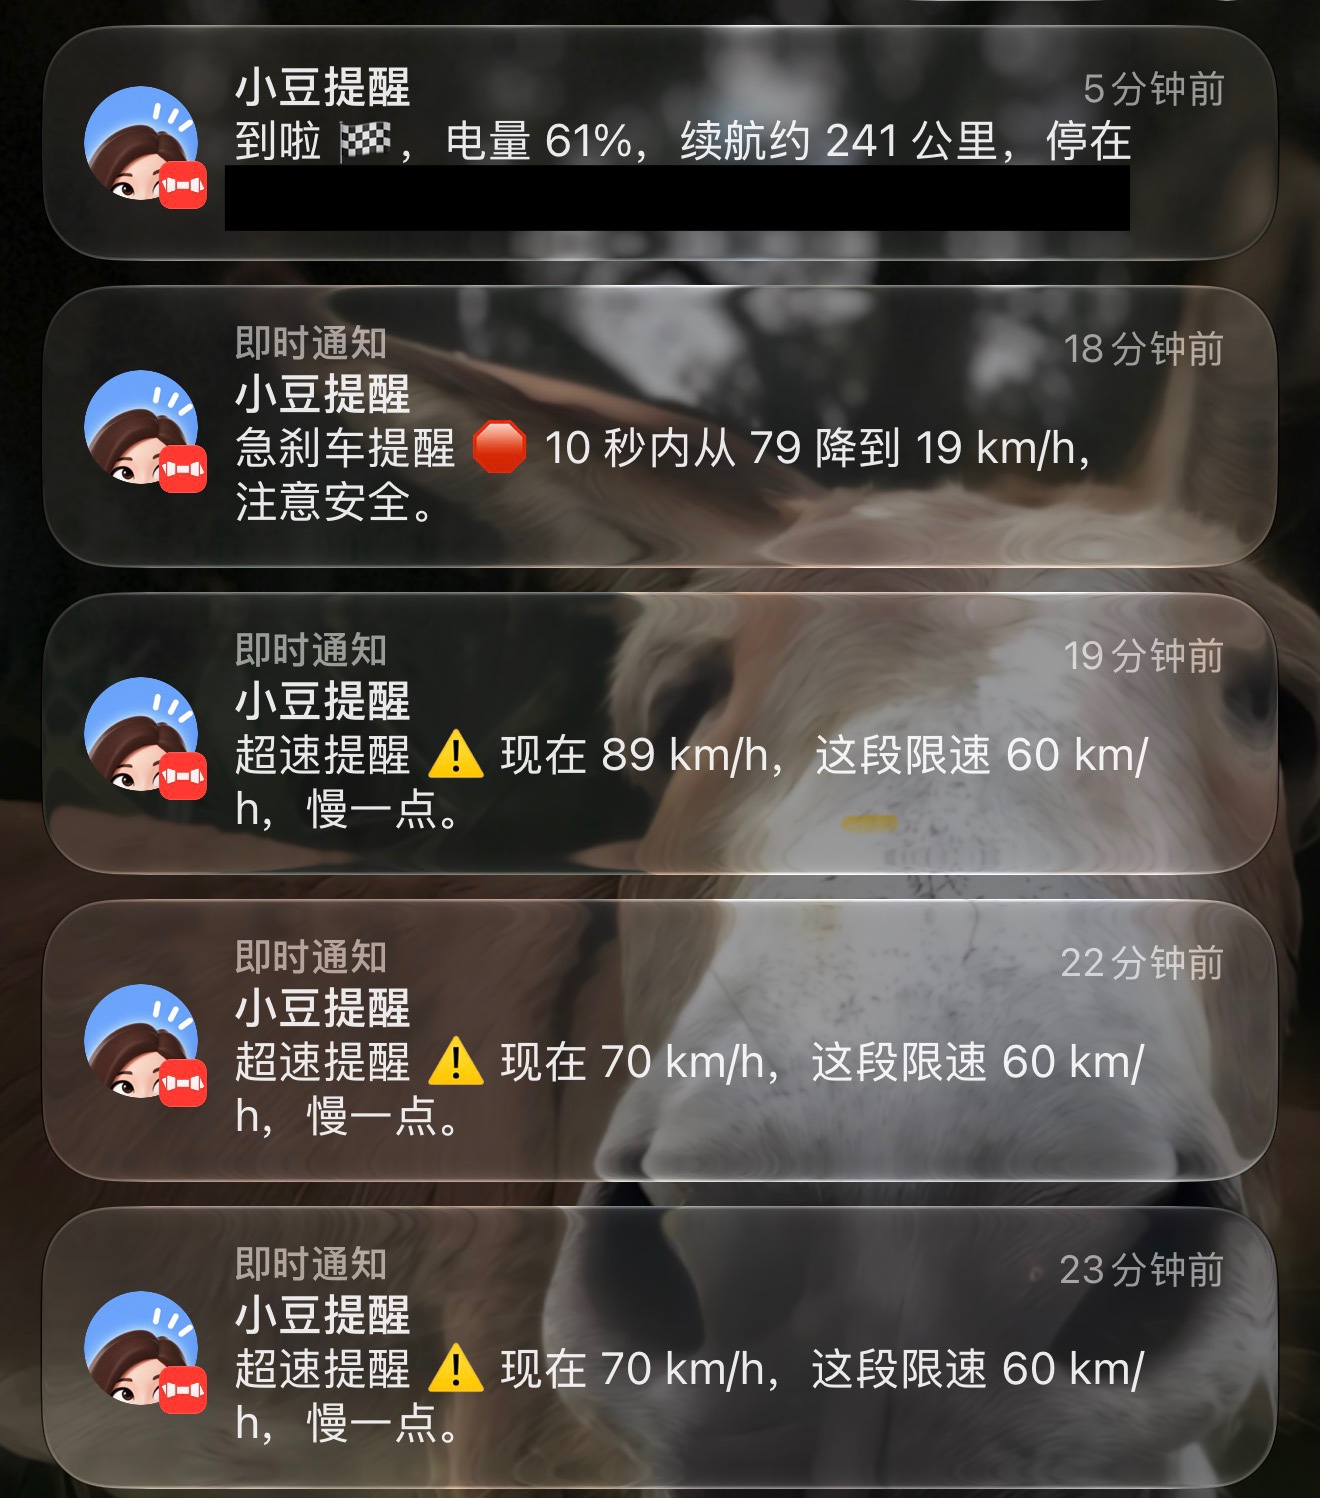 小豆提醒
5分钟前
到啦 🏁，电量 61%，续航约 241 公里，停在
即时通知
18分钟前
小豆提醒
急刹车提醒 🛑 10 秒内从 79 降到 19 km/h，
注意安全。
即时通知
19分钟前
小豆提醒
超速提醒 ⚠️ 现在 89 km/h，这段限速 60 km/
h，慢一点。
即时通知
22分钟前
小豆提醒
超速提醒 ⚠️ 现在 70 km/h，这段限速 60 km/
h，慢一点。
即时通知
23分钟前
小豆提醒
超速提醒 ⚠️ 现在 70 km/h，这段限速 60 km/
h，慢一点。